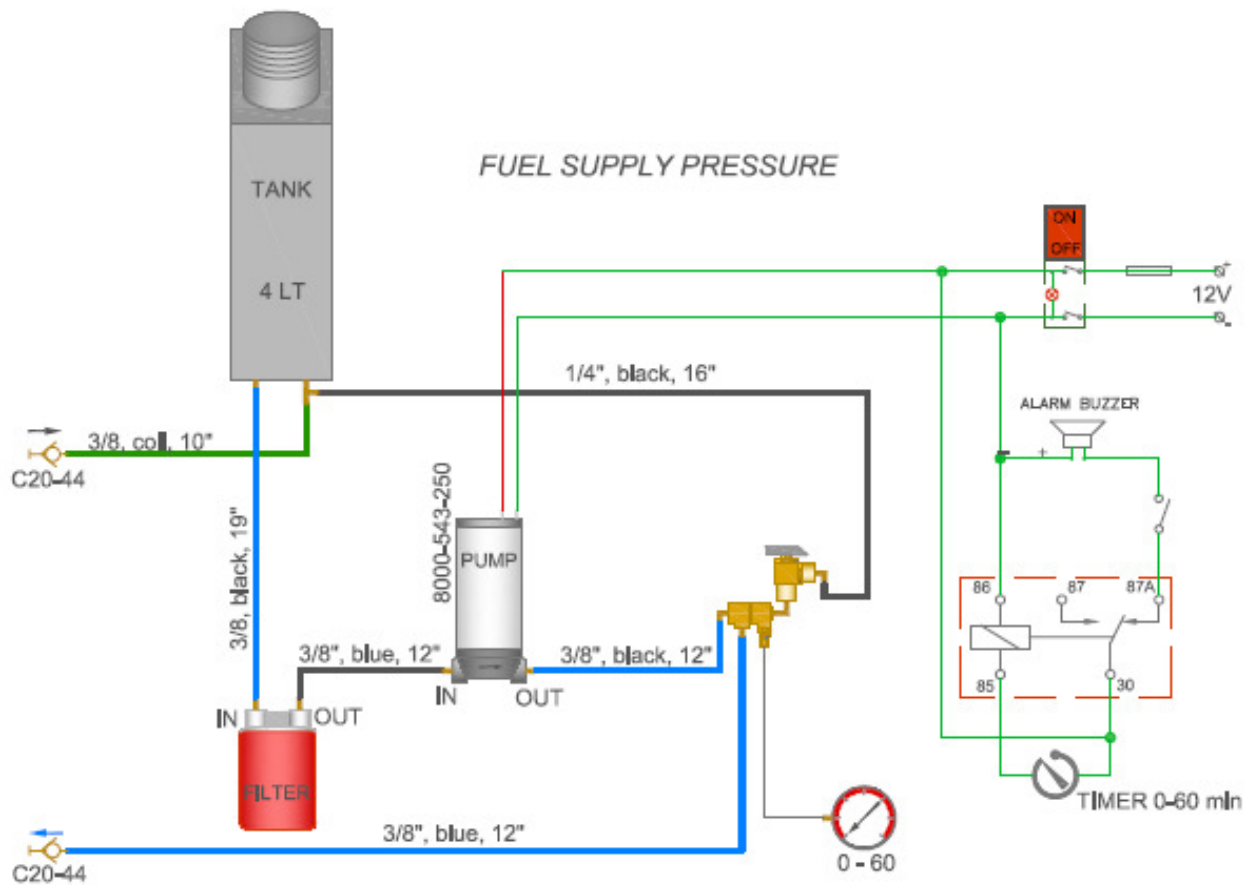 FUEL SUPPLY PRESSURE
TANK
4 LT
ON
OFF
+
12V
-
1/4", black, 16"
3/8, coil, 10"
C20-44
ALARM BUZZER
- +
3/8, black, 19"
8000-543-250
PUMP
86
87
87A
3/8", blue, 12"
3/8", black, 12"
IN
OUT
85
30
IN
OUT
FILTER
TIMER 0-60 min
3/8", blue, 12"
C20-44
0 - 60